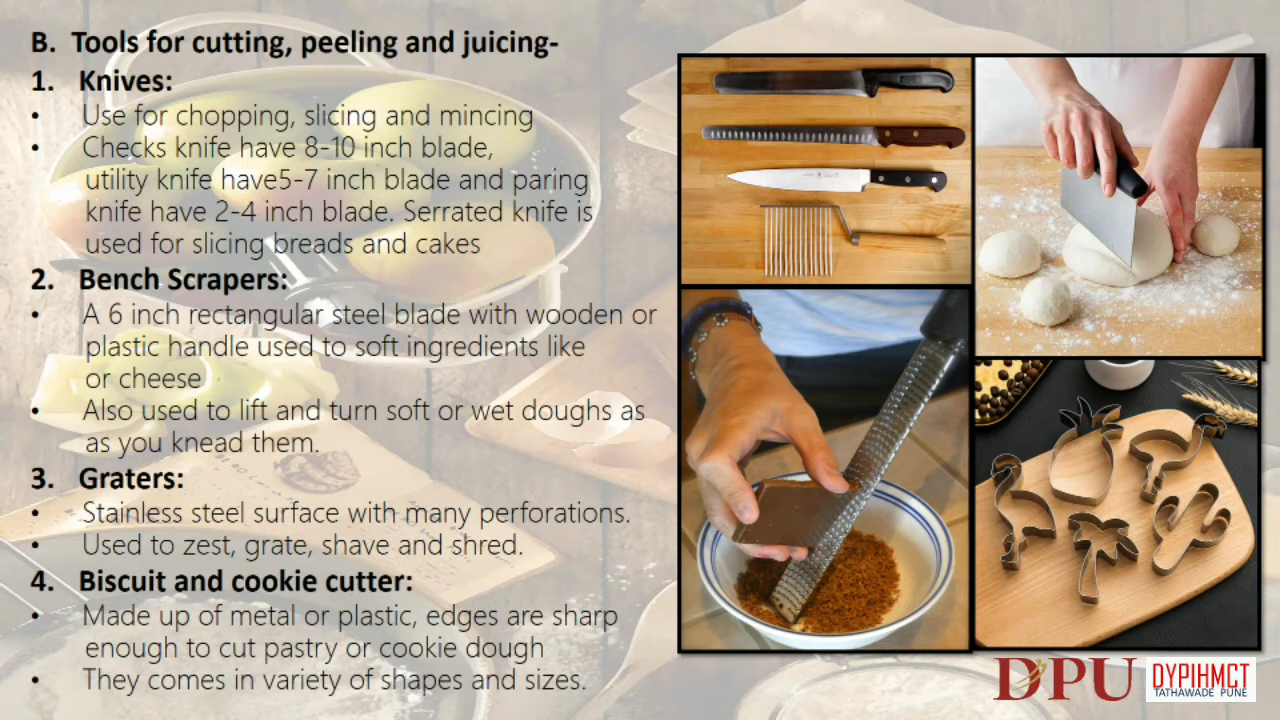 B. Tools for cutting, peeling and juicing-
1. Knives:
• Use for chopping, slicing and mincing
• Checks knife have 8-10 inch blade,
utility knife have5-7 inch blade and paring
knife have 2-4 inch blade. Serrated knife is
used for slicing breads and cakes
2. Bench Scrapers:
• A 6 inch rectangular steel blade with wooden or
plastic handle used to soft ingredients like
or cheese
• Also used to lift and turn soft or wet doughs as
as you knead them.
3. Graters:
• Stainless steel surface with many perforations.
• Used to zest, grate, shave and shred.
4. Biscuit and cookie cutter:
• Made up of metal or plastic, edges are sharp
enough to cut pastry or cookie dough
• They comes in variety of shapes and sizes.
DPU
DYPIHMCT
TATHAWADE PUNE